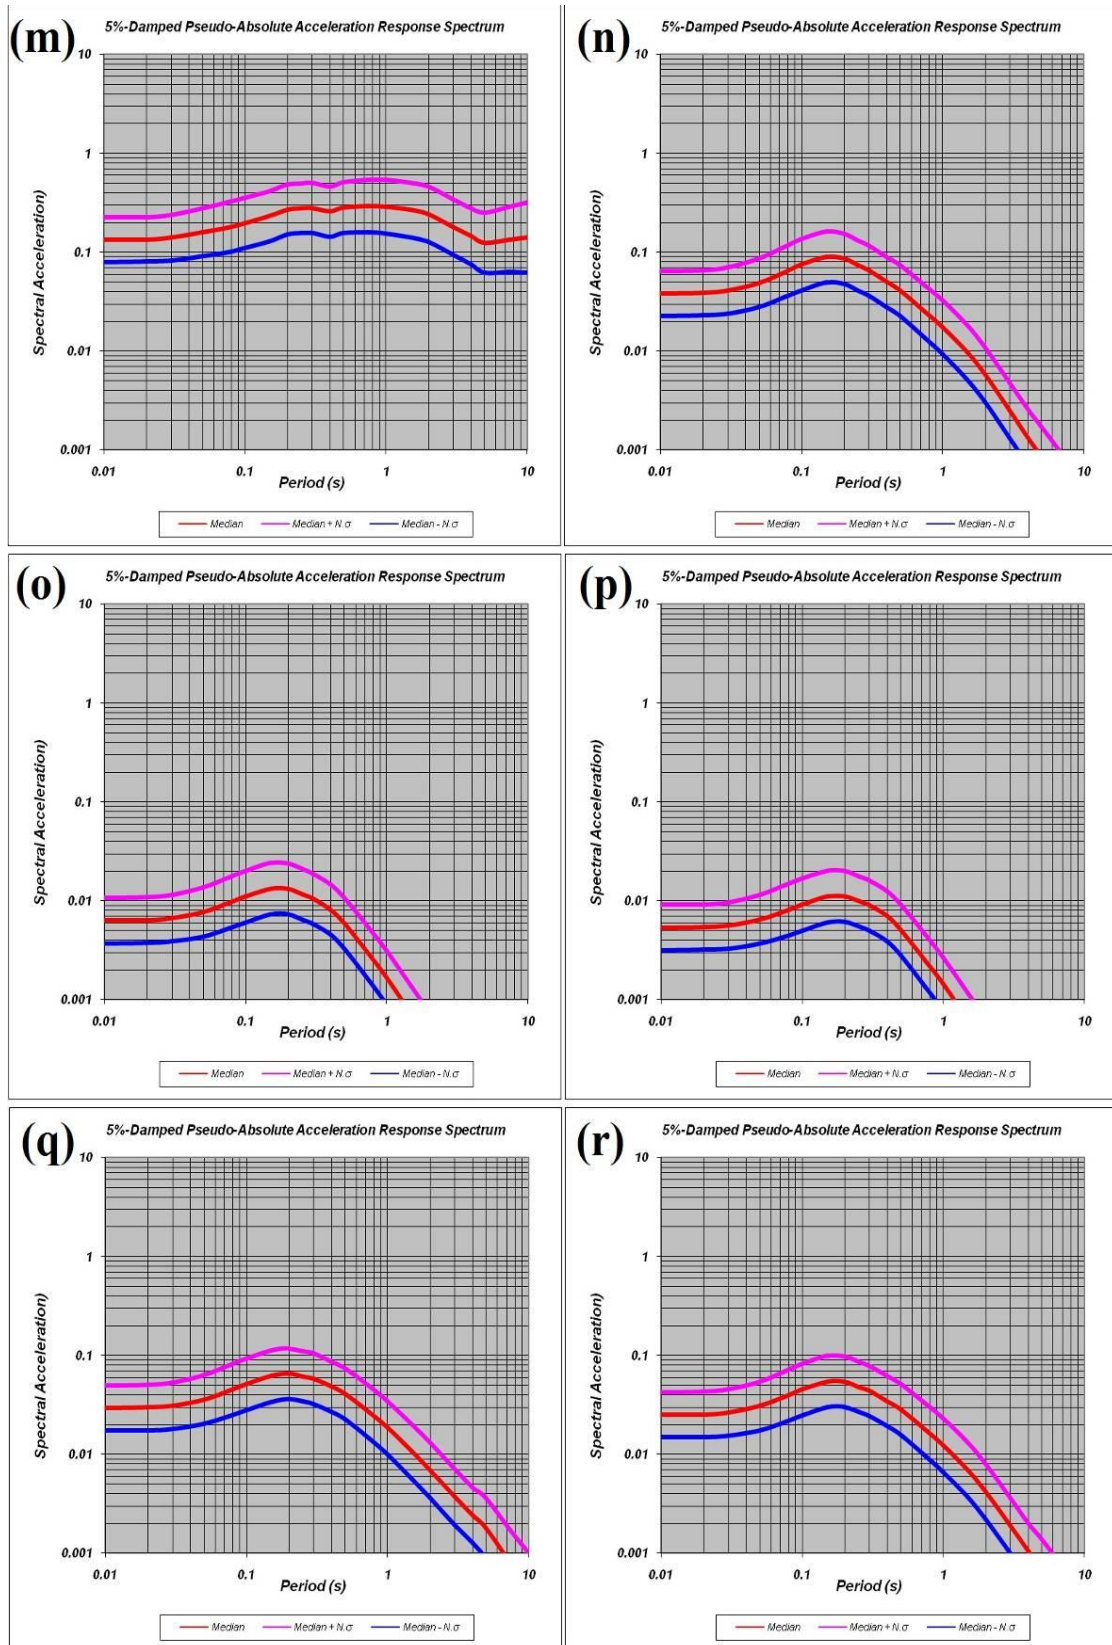 (m)
5%-Damped Pseudo-Absolute Acceleration Response Spectrum
10
1
0.1
0.01
0.001
Spectral Acceleration)
0.01 0.1 1 10
Period (s)
Median Median + N.σ Median - N.σ
(n)
5%-Damped Pseudo-Absolute Acceleration Response Spectrum
10
1
0.1
0.01
0.001
Spectral Acceleration)
0.01 0.1 1 10
Period (s)
Median Median + N.σ Median - N.σ
(o)
5%-Damped Pseudo-Absolute Acceleration Response Spectrum
10
1
0.1
0.01
0.001
Spectral Acceleration)
0.01 0.1 1 10
Period (s)
Median Median + N.σ Median - N.σ
(p)
5%-Damped Pseudo-Absolute Acceleration Response Spectrum
10
1
0.1
0.01
0.001
Spectral Acceleration)
0.01 0.1 1 10
Period (s)
Median Median + N.σ Median - N.σ
(q)
5%-Damped Pseudo-Absolute Acceleration Response Spectrum
10
1
0.1
0.01
0.001
Spectral Acceleration)
0.01 0.1 1 10
Period (s)
Median Median + N.σ Median - N.σ
(r)
5%-Damped Pseudo-Absolute Acceleration Response Spectrum
10
1
0.1
0.01
0.001
Spectral Acceleration)
0.01 0.1 1 10
Period (s)
Median Median + N.σ Median - N.σ